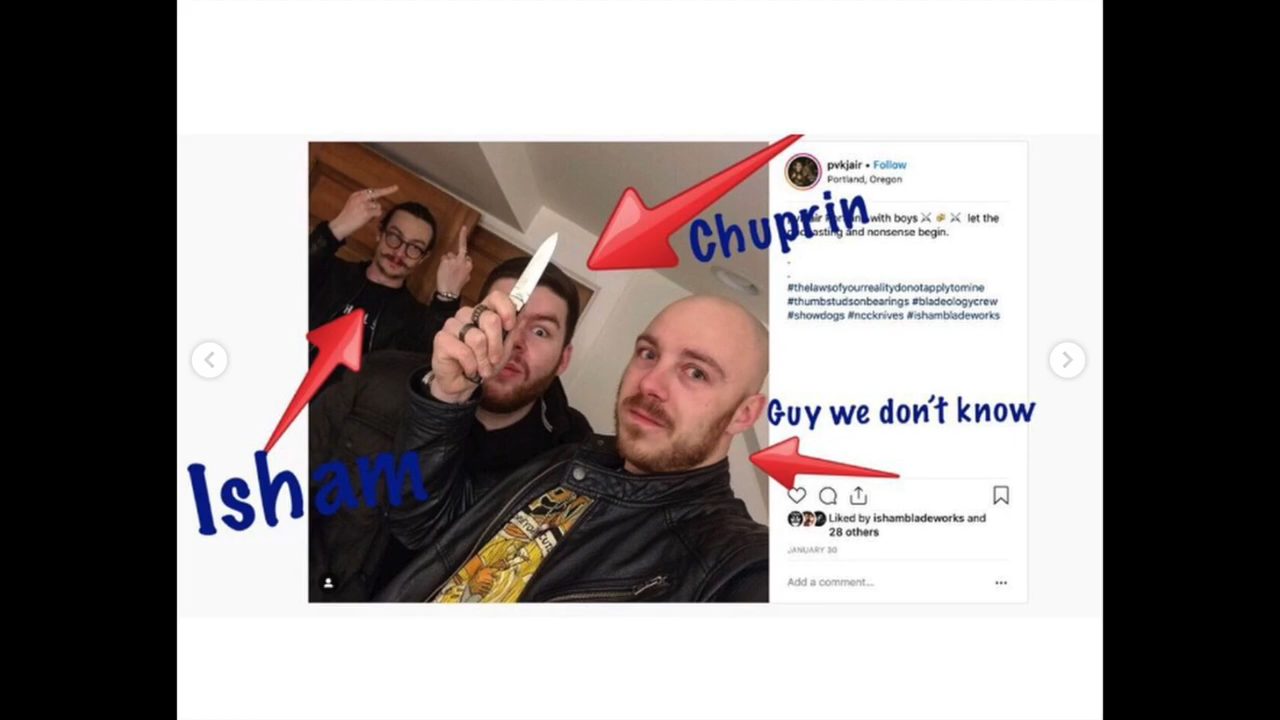 pvkjair • Follow
Portland, Oregon
Chuprin
with boys ⚔ 🤣 ⚔ let the
and nonsense begin.
.
.
#thelawsofyourrealitydonotapplytomine
#thumbstudsonbearings #bladeologycrew
#showdogs #nccknives #ishambladeworks
Guy we don't know
Isham
Liked by ishambladeworks and
28 others
JANUARY 30
Add a comment...